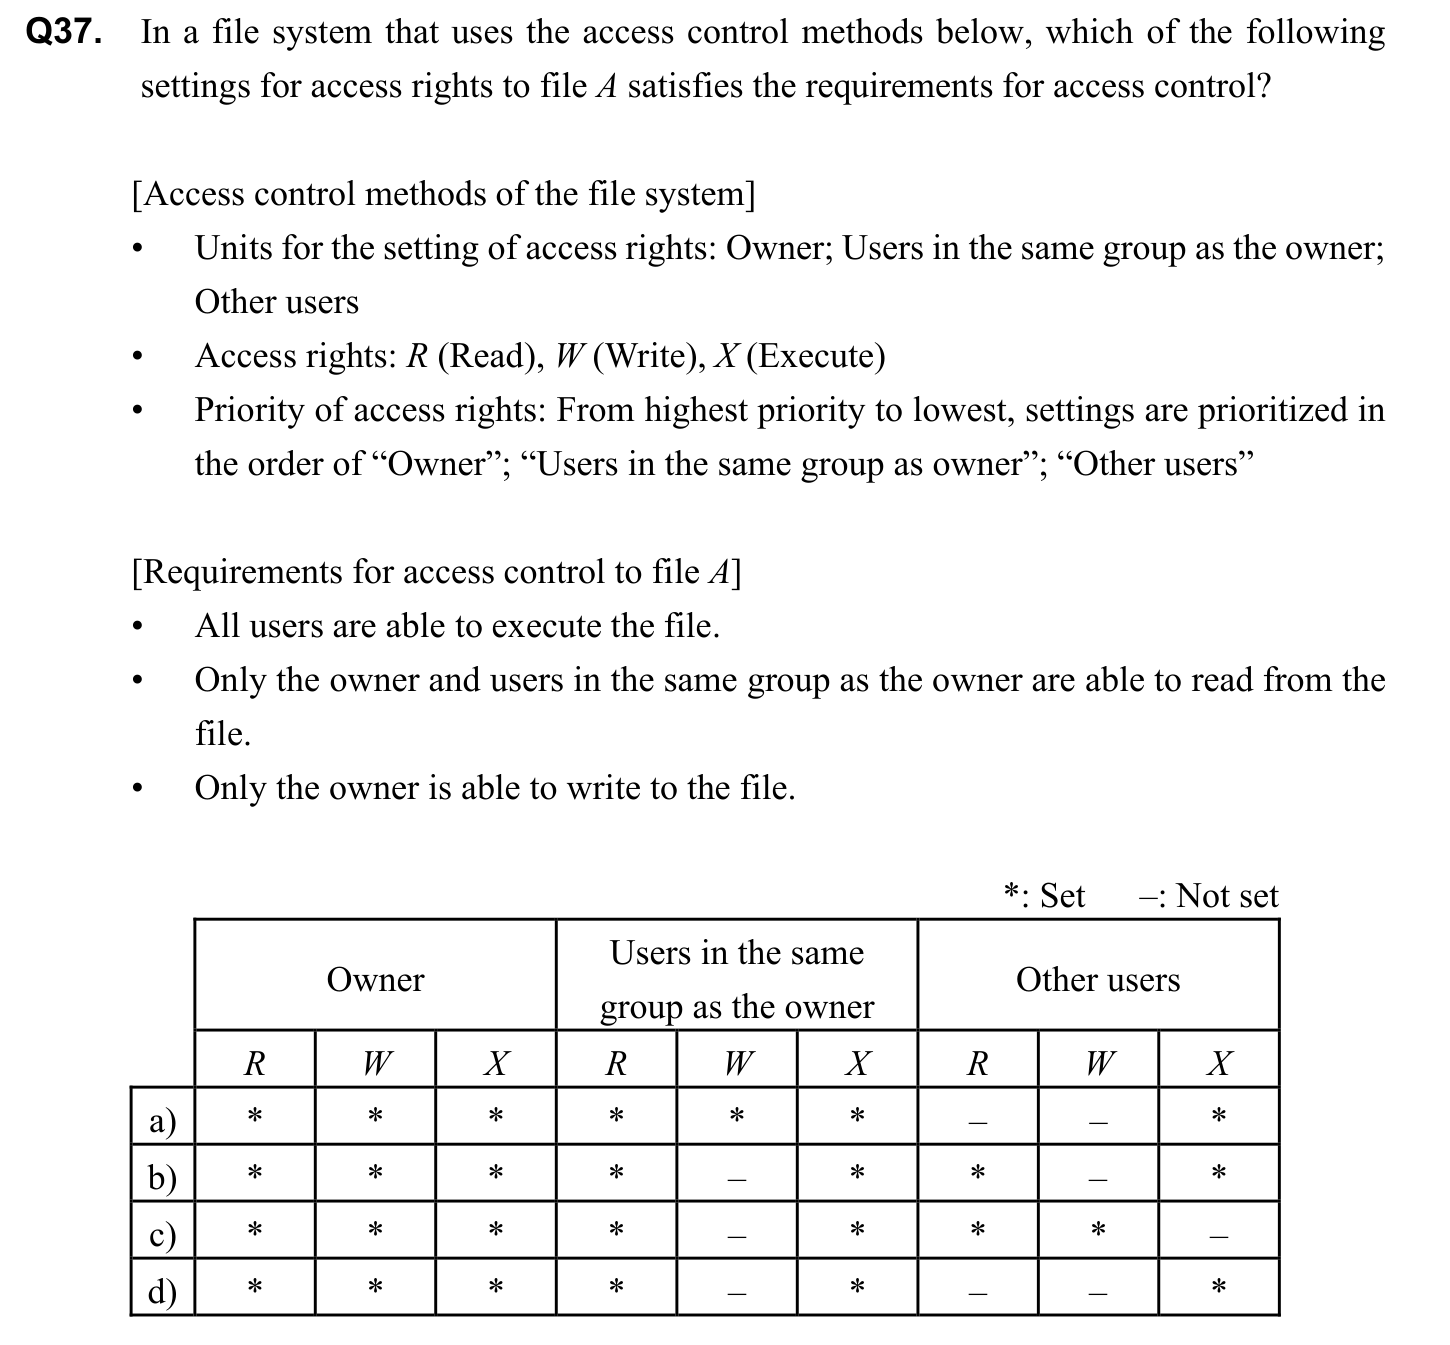 Q37. In a file system that uses the access control methods below, which of the following
settings for access rights to file A satisfies the requirements for access control?
[Access control methods of the file system]
• Units for the setting of access rights: Owner; Users in the same group as the owner;
Other users
• Access rights: R (Read), W (Write), X (Execute)
• Priority of access rights: From highest priority to lowest, settings are prioritized in
the order of “Owner”; “Users in the same group as owner”; “Other users”
[Requirements for access control to file A]
• All users are able to execute the file.
• Only the owner and users in the same group as the owner are able to read from the
file.
• Only the owner is able to write to the file.
*: Set –: Not set
Owner
Users in the same
group as the owner
Other users
R W X R W X R W X
a) * * * * * * – – *
b) * * * * – * * – *
c) * * * * – * * * –
d) * * * * – * – – *